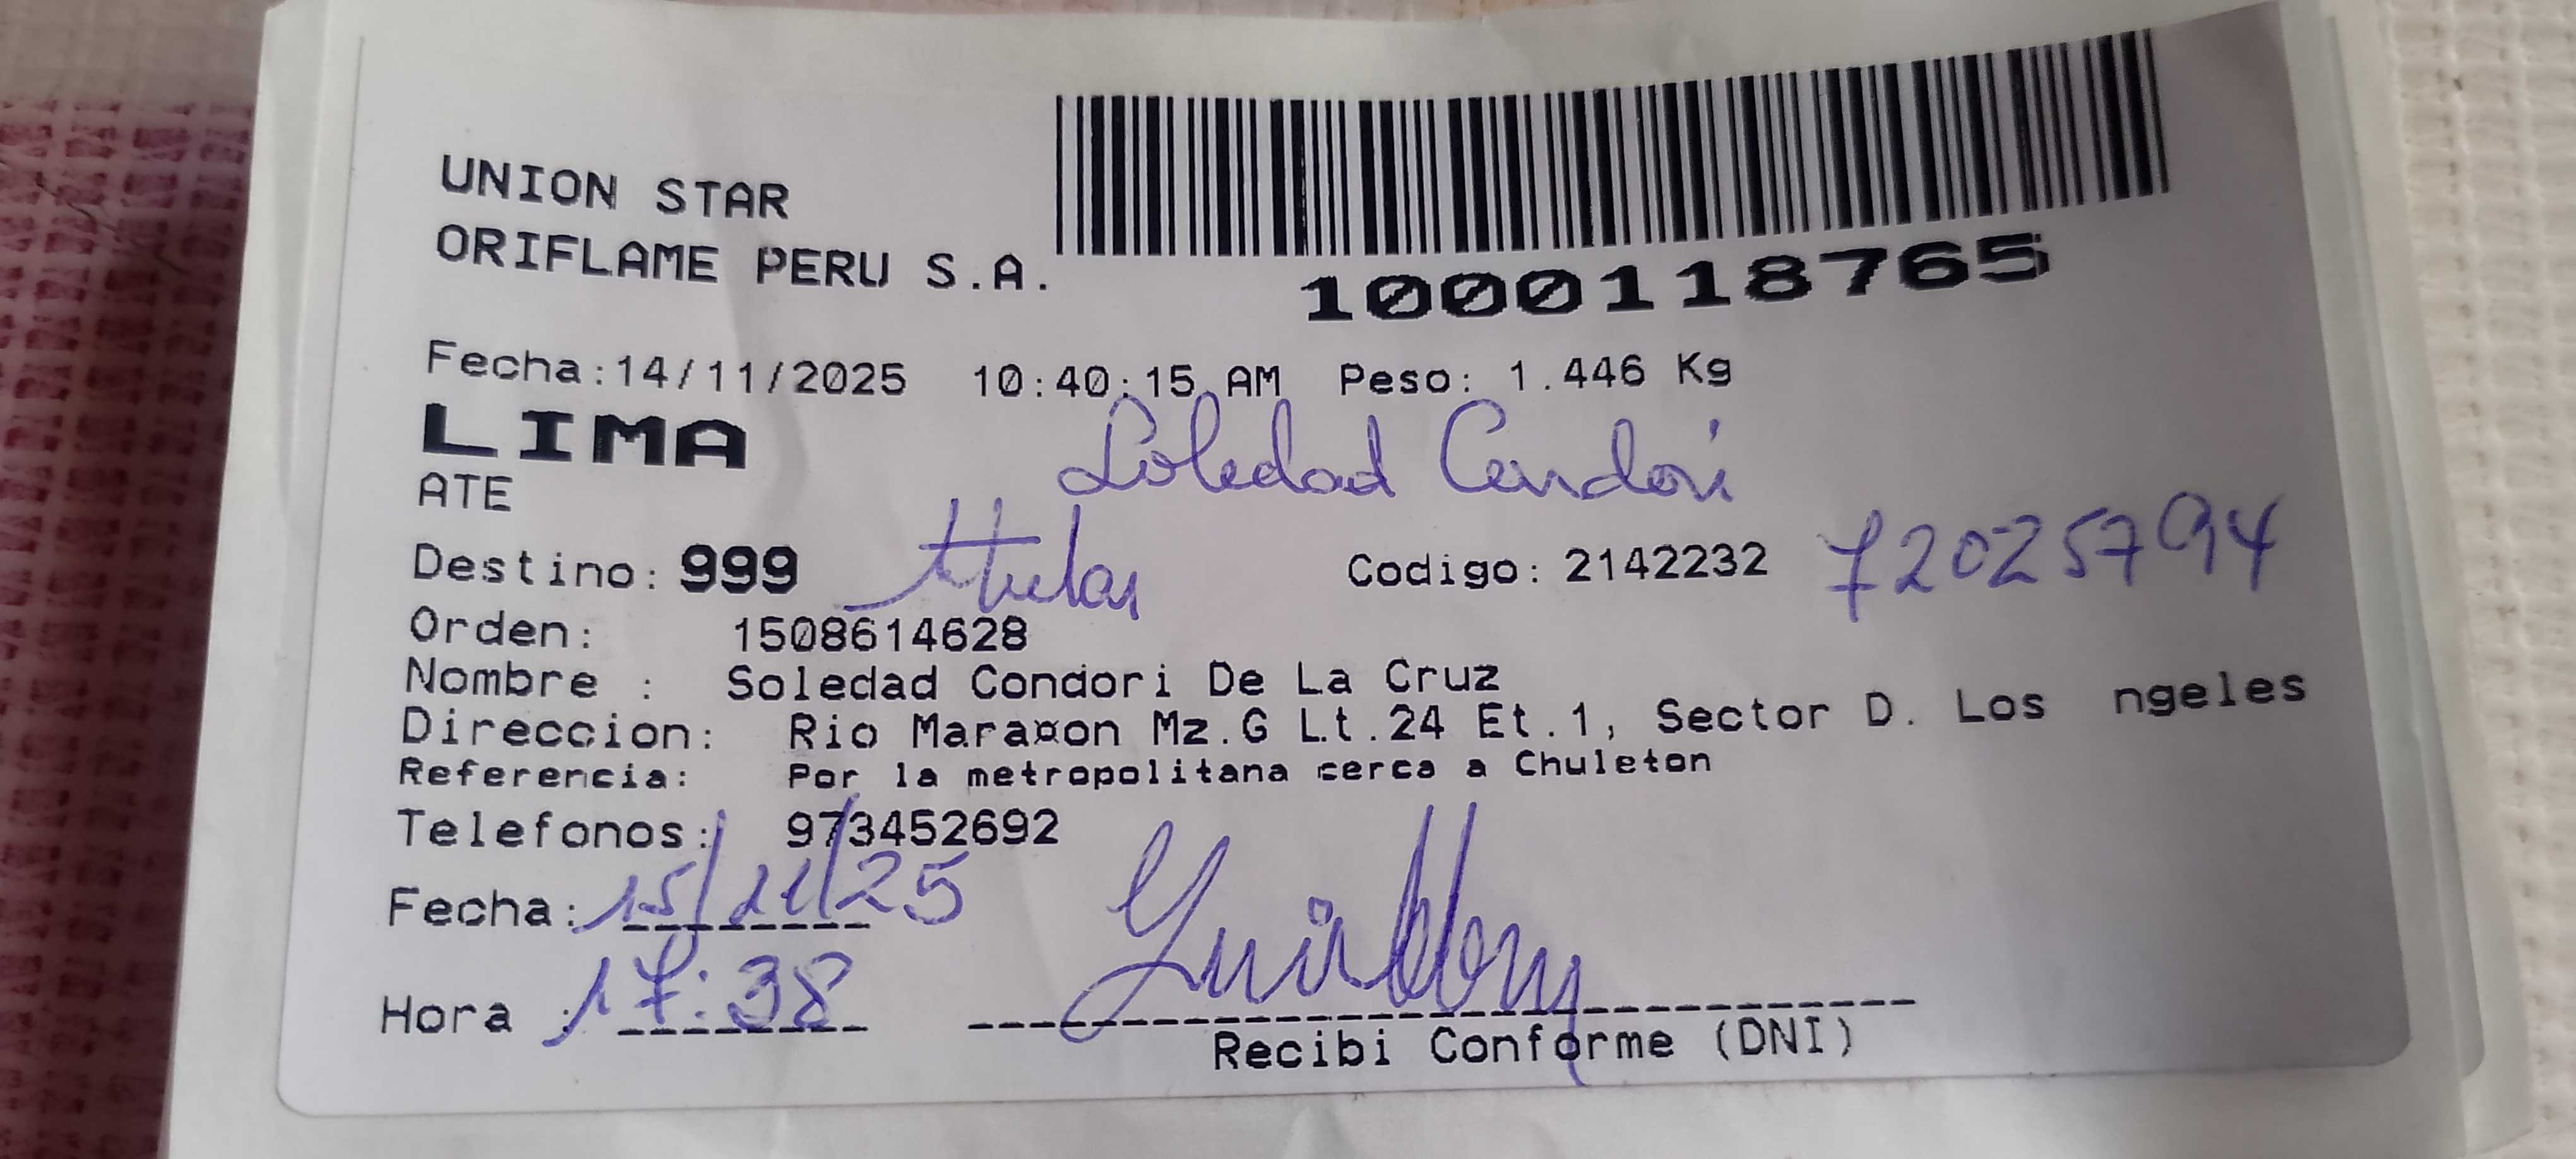 UNION STAR
ORIFLAME PERU S.A.
1000118765
Fecha:14/11/2025 10:40:15 AM Peso: 1.446 Kg
LIMA
Soledad Condori
ATE
Destino: 999 titular Codigo: 2142232 72025794
Orden: 1508614628
Nombre : Soledad Condori De La Cruz
Direccion: Rio Mara¤on Mz.G Lt.24 Et.1, Sector D. Los ngeles
Referencia: Por la metropolitana cerca a Chuleton
Telefonos: 973452692
Fecha: 15/11/25
Hora : 17:38
Recibi Conforme (DNI)